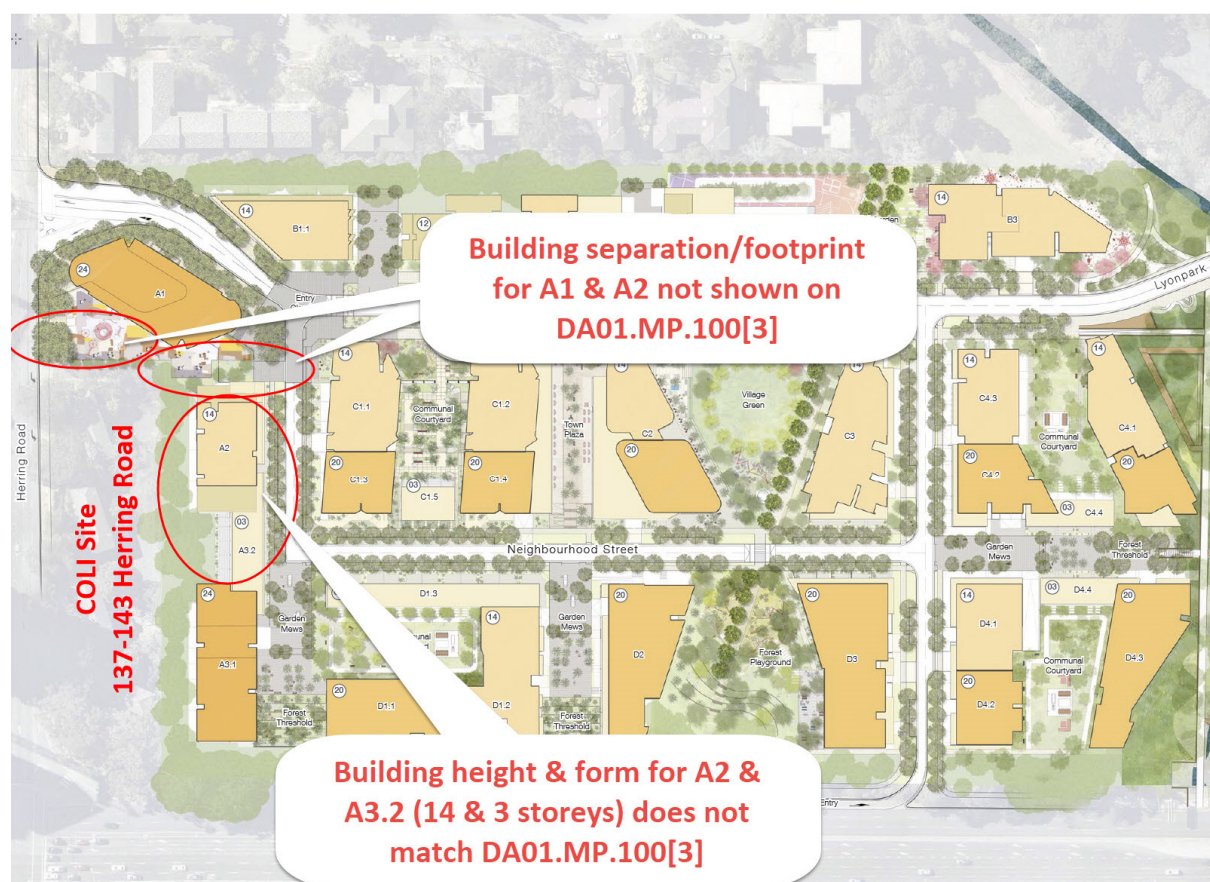 14
B1.1
12
14
B3
Lyonpark
24
A1
Entry
Building separation/footprint
for A1 & A2 not shown on
DA01.MP.100[3]
Herring Road
COLI Site
137-143 Herring Road
14
A2
03
A3.2
24
A3.1
14
C1.1
Communal
Courtyard
C1.2
20
C1.3
03
C1.5
20
C1.4
Town
Plaza
14
C2
20
Village
Green
14
C3
C4.3
20
C4.2
Communal
Courtyard
14
C4.1
20
03
C4.4
Neighbourhood Street
Garden
Mews
Forest
Threshold
D1.3
Garden
Mews
20
D1.1
Forest
Threshold
14
D1.2
Garden
Mews
Forest
Threshold
20
D2
Forest
Playground
20
D3
14
D4.1
20
D4.2
03
D4.4
Communal
Courtyard
20
D4.3
Entry
Building height & form for A2 &
A3.2 (14 & 3 storeys) does not
match DA01.MP.100[3]